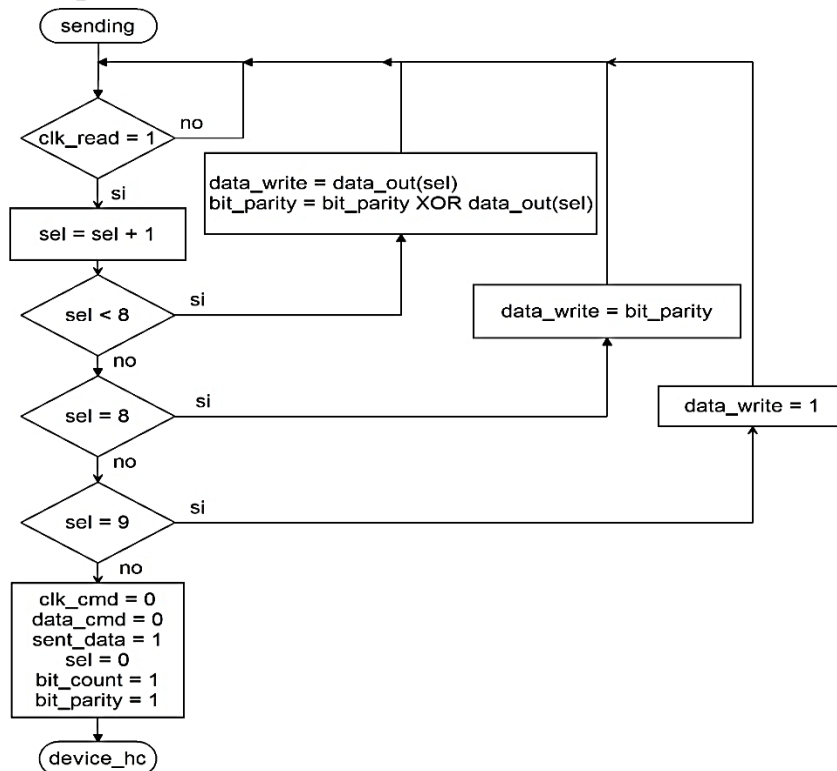 sending
clk_read = 1
no
si
data_write = data_out(sel)
bit_parity = bit_parity XOR data_out(sel)
sel = sel + 1
sel < 8
si
data_write = bit_parity
no
sel = 8
si
data_write = 1
no
sel = 9
si
no
clk_cmd = 0
data_cmd = 0
sent_data = 1
sel = 0
bit_count = 1
bit_parity = 1
device_hc